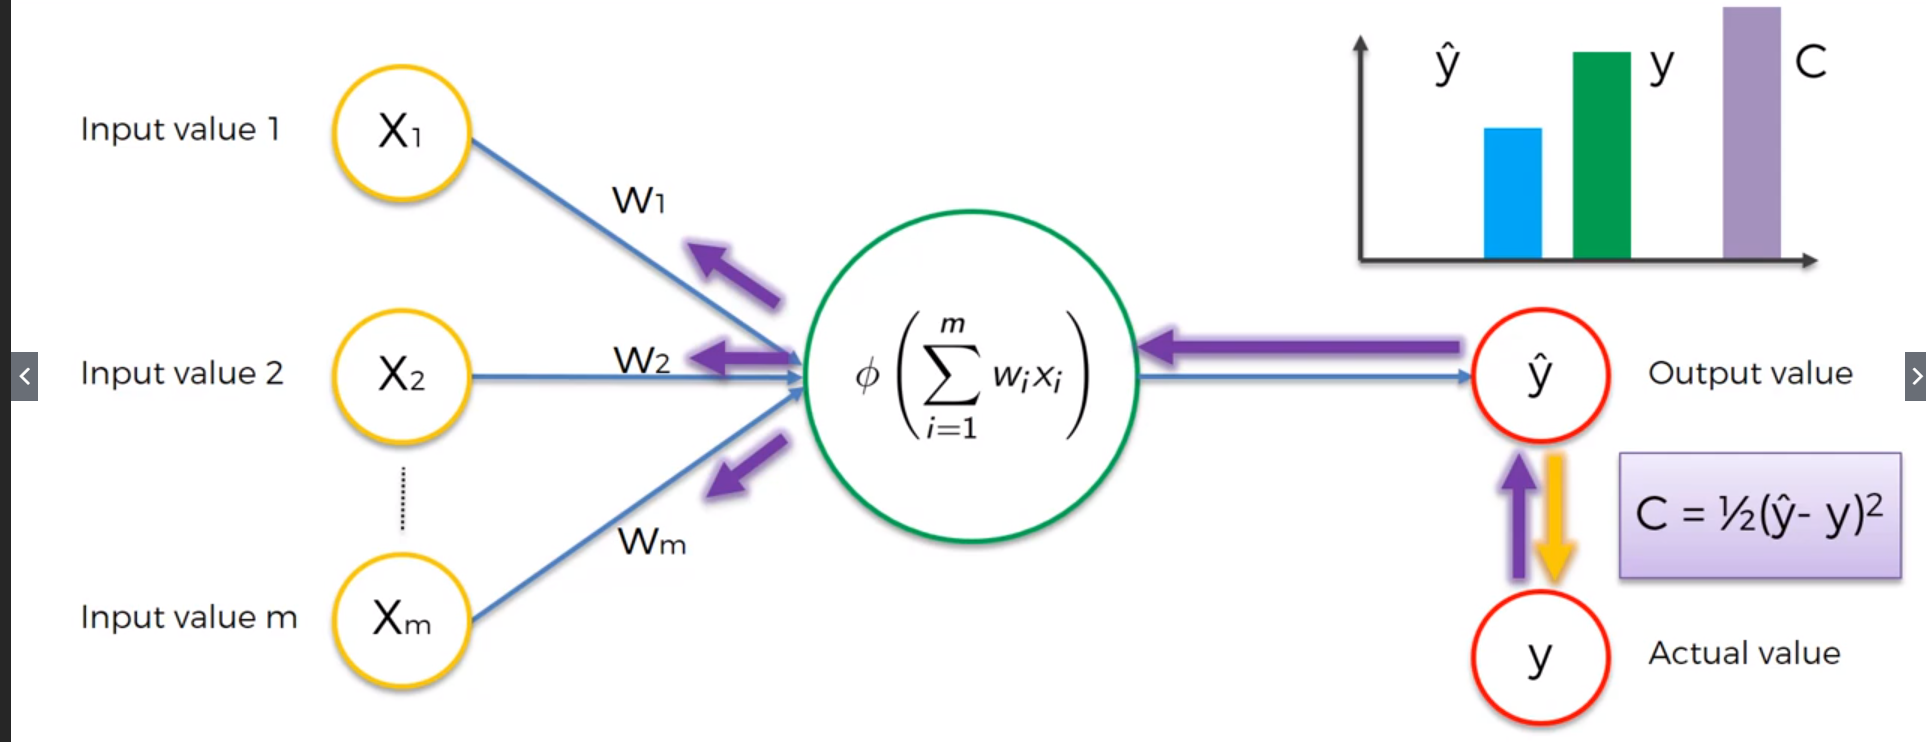 Input value 1
X1
W1
Input value 2
X2
W2
Input value m
Xm
Wm
ϕ(∑ᵢ₌₁ᵐ wᵢxᵢ)
ŷ
y
C
ŷ
Output value
C = ½(ŷ- y)²
y
Actual value